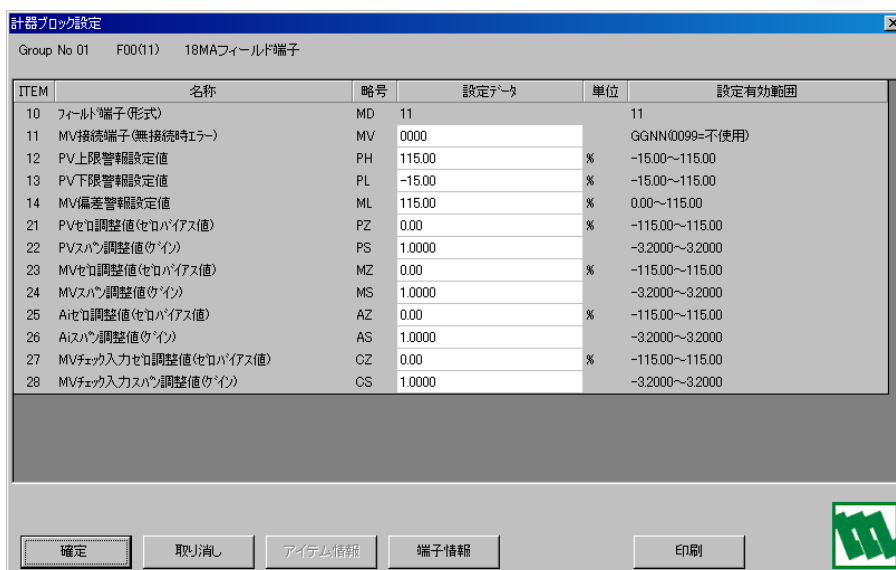 計器ブロック設定
Group No 01 F00(11) 18MAフィールド端子
ITEM 名称 略号 設定ﾃﾞｰﾀ 単位 設定有効範囲
10 ﾌｨｰﾙﾄﾞ端子(形式) MD 11 11
11 MV接続端子(無接続時ｴﾗｰ) MV 0000 GGNN(0099=不使用)
12 PV上限警報設定値 PH 115.00 % -15.00～115.00
13 PV下限警報設定値 PL -15.00 % -15.00～115.00
14 MV偏差警報設定値 ML 115.00 % 0.00～115.00
21 PVｾﾞﾛ調整値(ｾﾞﾛﾊﾞｲｱｽ値) PZ 0.00 % -115.00～115.00
22 PVｽﾊﾟﾝ調整値(ｹﾞｲﾝ) PS 1.0000 -3.2000～3.2000
23 MVｾﾞﾛ調整値(ｾﾞﾛﾊﾞｲｱｽ値) MZ 0.00 % -115.00～115.00
24 MVｽﾊﾟﾝ調整値(ｹﾞｲﾝ) MS 1.0000 -3.2000～3.2000
25 Aiｾﾞﾛ調整値(ｾﾞﾛﾊﾞｲｱｽ値) AZ 0.00 % -115.00～115.00
26 Aiｽﾊﾟﾝ調整値(ｹﾞｲﾝ) AS 1.0000 -3.2000～3.2000
27 MVﾁｪｯｸ入力ｾﾞﾛ調整値(ｾﾞﾛﾊﾞｲｱｽ値) CZ 0.00 % -115.00～115.00
28 MVﾁｪｯｸ入力ｽﾊﾟﾝ調整値(ｹﾞｲﾝ) CS 1.0000 -3.2000～3.2000
確定 取り消し アイテム情報 端子情報 印刷